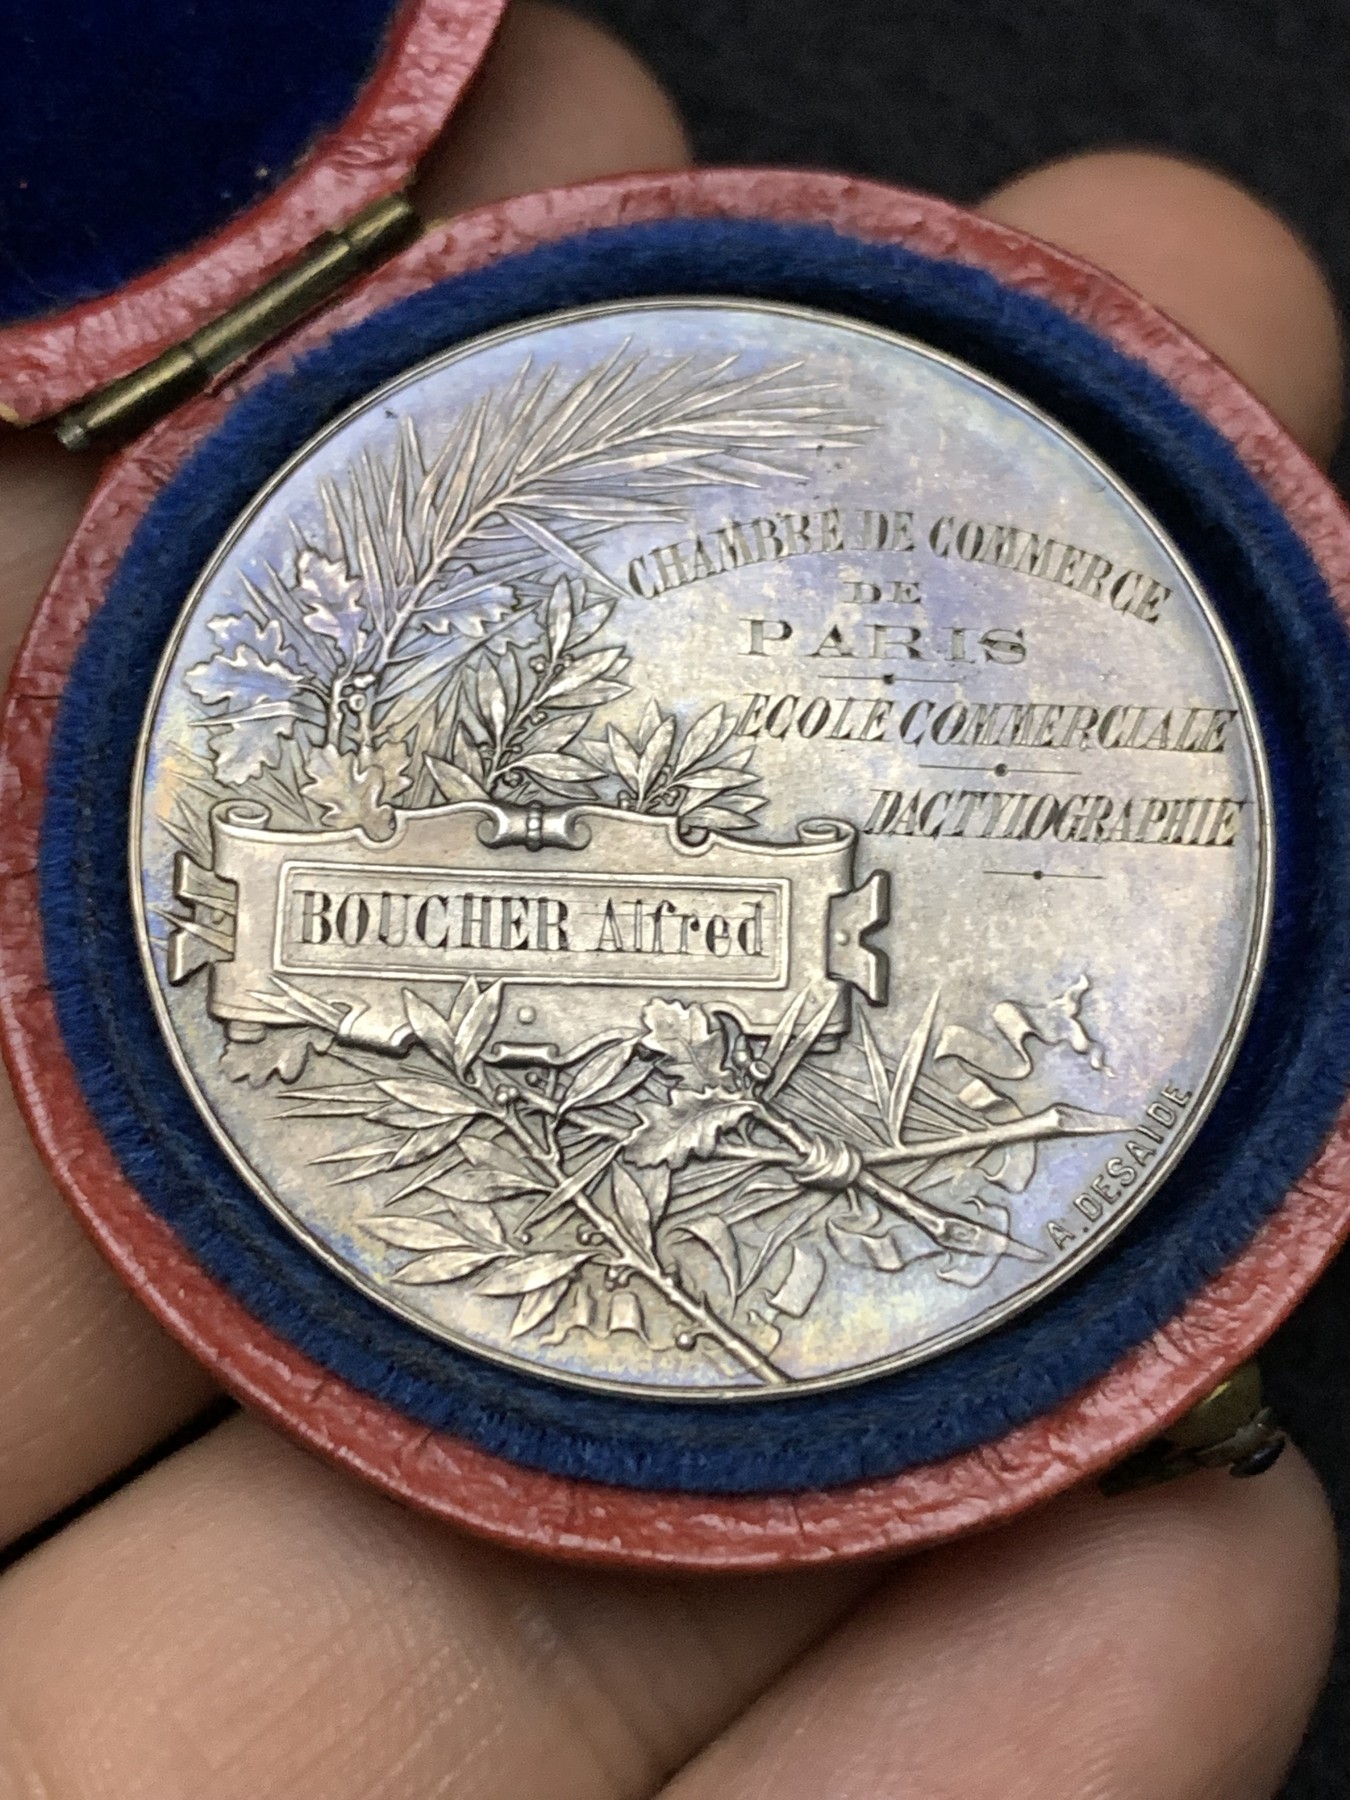 CHAMBRE DE COMMERCE
DE
PARIS
ECOLE COMMERCIALE
DACTYLOGRAPHIE
BOUCHER Alfred
A. DESAIDE